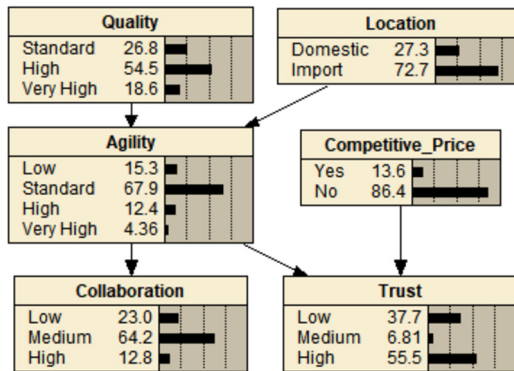 Quality
Standard 26.8
High 54.5
Very High 18.6
Location
Domestic 27.3
Import 72.7
Agility
Low 15.3
Standard 67.9
High 12.4
Very High 4.36
Competitive_Price
Yes 13.6
No 86.4
Collaboration
Low 23.0
Medium 64.2
High 12.8
Trust
Low 37.7
Medium 6.81
High 55.5